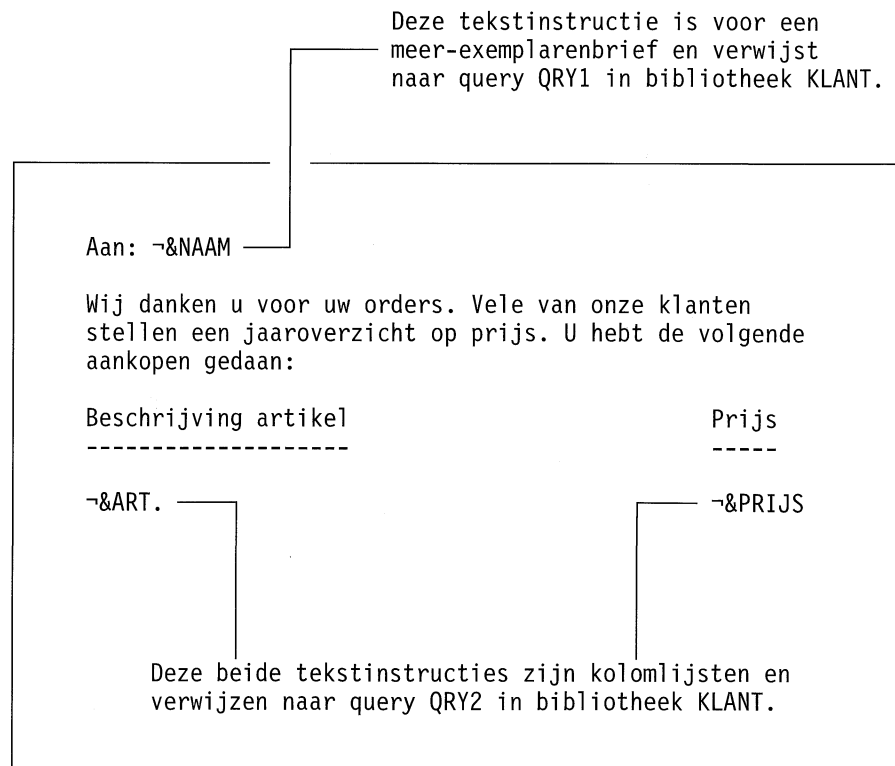 Deze tekstinstructie is voor een
meer-exemplarenbrief en verwijst
naar query QRY1 in bibliotheek KLANT.
Aan: ¬&NAAM
Wij danken u voor uw orders. Vele van onze klanten
stellen een jaaroverzicht op prijs. U hebt de volgende
aankopen gedaan:
Beschrijving artikel Prijs
-------------------- -----
¬&ART. ¬&PRIJS
Deze beide tekstinstructies zijn kolomlijsten en
verwijzen naar query QRY2 in bibliotheek KLANT.